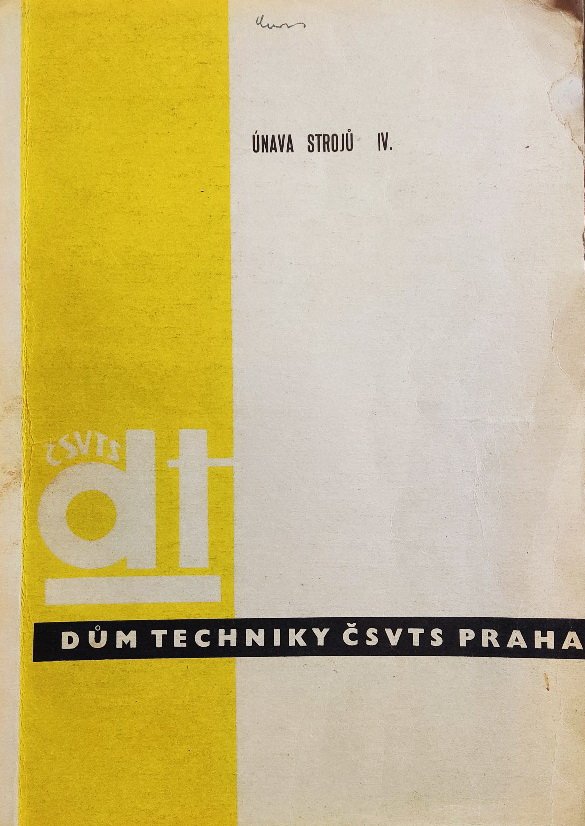 ÚNAVA STROJŮ IV.
ČSVTS
dt
DŮM TECHNIKY ČSVTS PRAHA